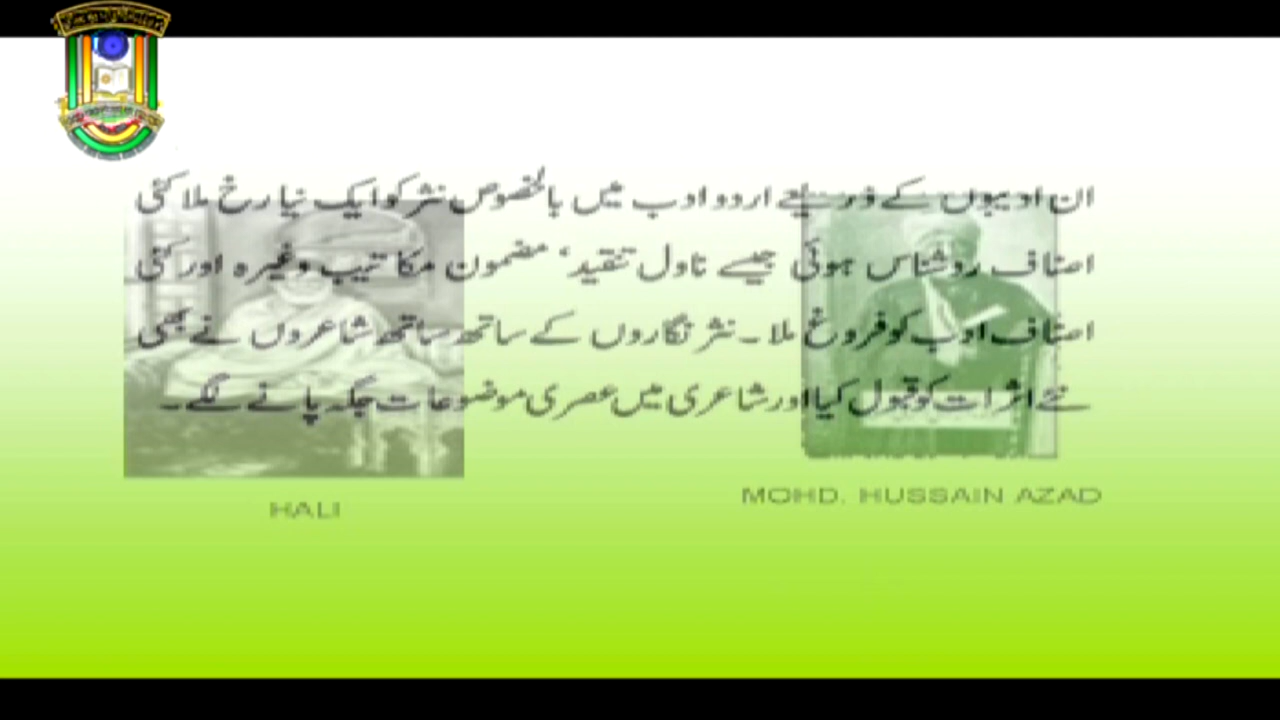 ان ادیبوں کے ذریعے اردو ادب میں بالخصوص نثر کو ایک نیا رخ ملا کئی
اصناف روشناس ہوئی جیسے ناول تنقید، مضمون مکاتیب وغیرہ اور کئی
اصناف ادب کو فروغ ملا۔ نثر نگاروں کے ساتھ ساتھ شاعروں نے بھی
نئے اثرات کو قبول کیا اور شاعری میں عصری موضوعات جگہ پانے لگے۔
HALI
MOHD. HUSSAIN AZAD